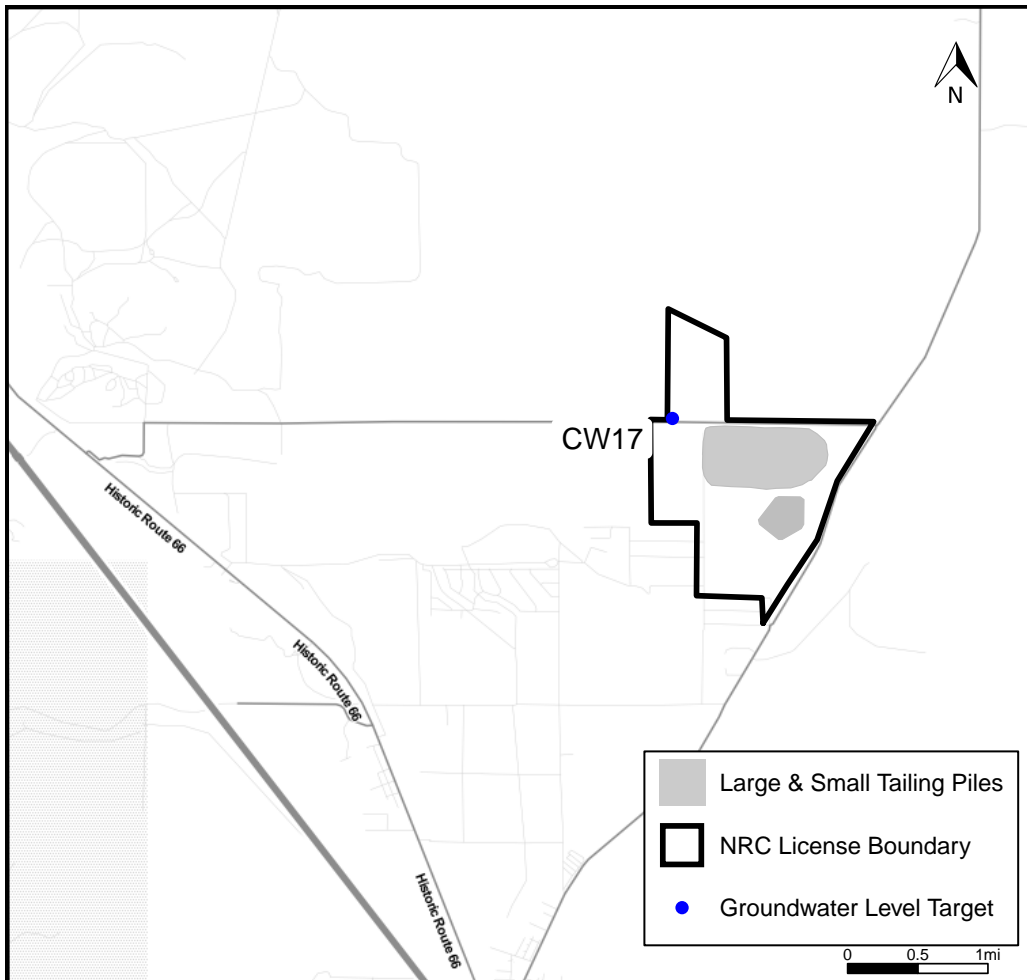 N
CW17
Historic Route 66
Historic Route 66
Historic Route 66
Large & Small Tailing Piles
NRC License Boundary
Groundwater Level Target
0 0.5 1mi